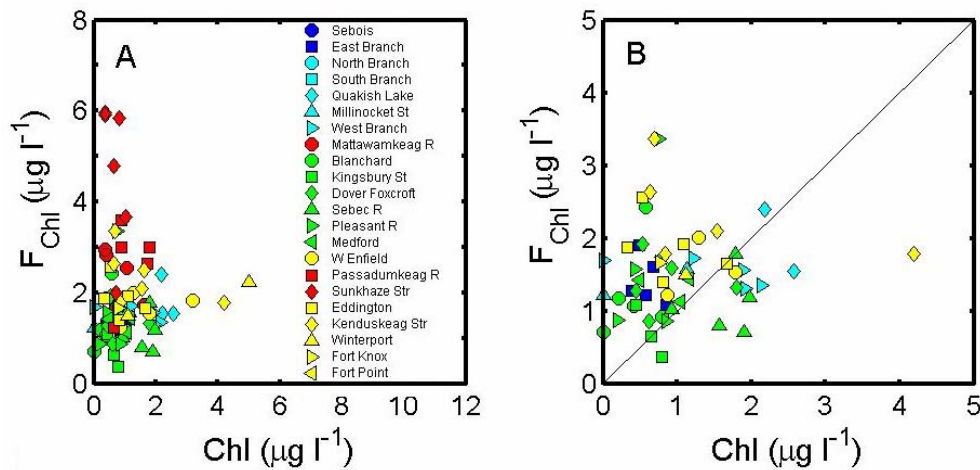 A
B
F_Chl (μg l⁻¹)
8
6
4
2
0
0 2 4 6 8 10 12
Chl (μg l⁻¹)
Sebois
East Branch
North Branch
South Branch
Quakish Lake
Millinocket St
West Branch
Mattawamkeag R
Blanchard
Kingsbury St
Dover Foxcroft
Sebec R
Pleasant R
Medford
W Enfield
Passadumkeag R
Sunkhaze Str
Eddington
Kenduskeag Str
Winterport
Fort Knox
Fort Point
F_Chl (μg l⁻¹)
5
4
3
2
1
0
0 1 2 3 4 5
Chl (μg l⁻¹)